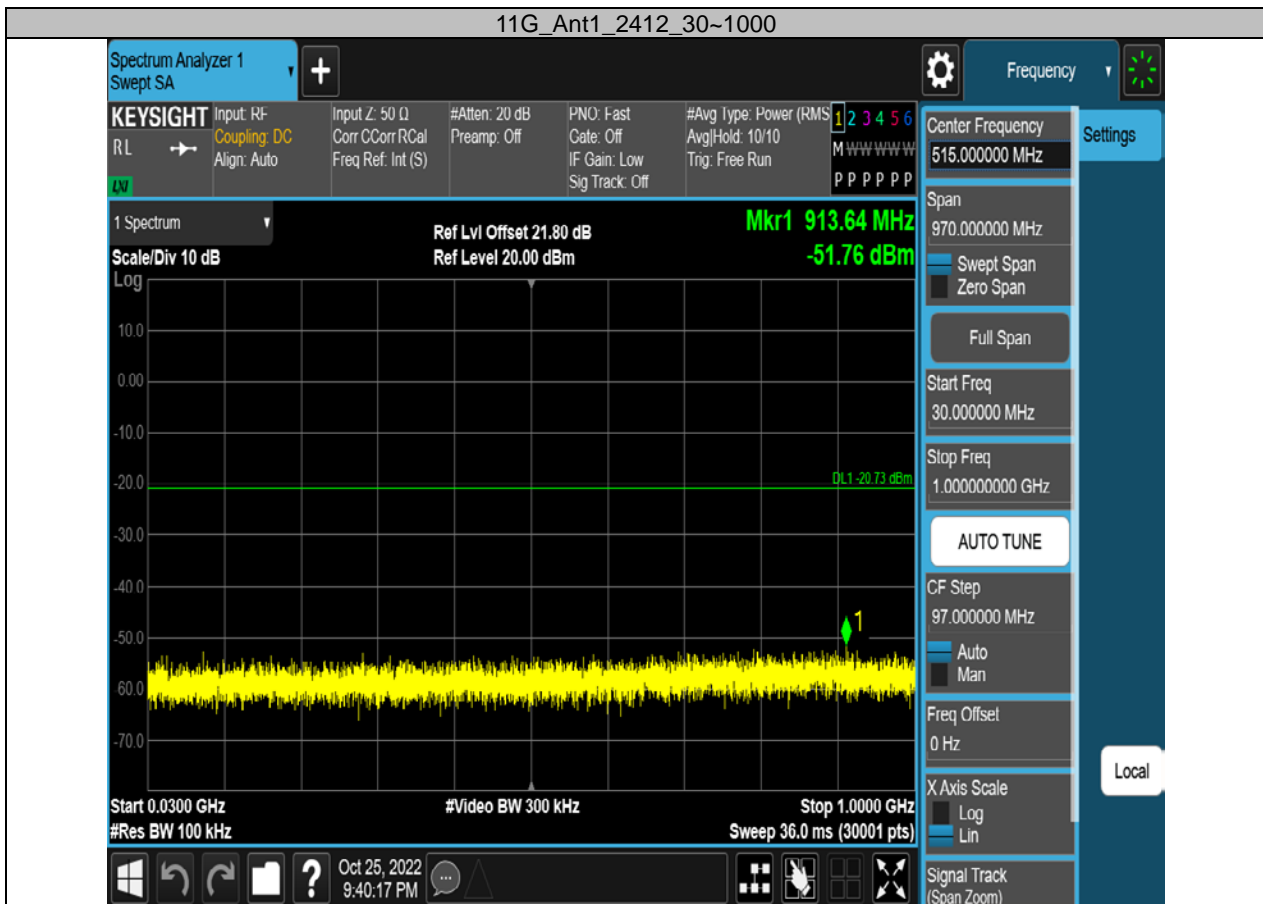 11G_Ant1_2412_30~1000
Spectrum Analyzer 1
Swept SA
Frequency
KEYSIGHT
RL
LXI
Input: RF
Coupling: DC
Align: Auto
Input Z: 50 Ω
Corr CCorr RCal
Freq Ref: Int (S)
#Atten: 20 dB
Preamp: Off
PNO: Fast
Gate: Off
IF Gain: Low
Sig Track: Off
#Avg Type: Power (RMS
Avg|Hold: 10/10
Trig: Free Run
1 2 3 4 5 6
M W W W W W
P P P P P P
1 Spectrum
Scale/Div 10 dB
Ref Lvl Offset 21.80 dB
Ref Level 20.00 dBm
Mkr1 913.64 MHz
-51.76 dBm
Log
10.0
0.00
-10.0
-20.0
DL1 -20.73 dBm
-30.0
-40.0
-50.0
1
-60.0
-70.0
Start 0.0300 GHz
#Res BW 100 kHz
#Video BW 300 kHz
Stop 1.0000 GHz
Sweep 36.0 ms (30001 pts)
Center Frequency
515.000000 MHz
Settings
Span
970.000000 MHz
Swept Span
Zero Span
Full Span
Start Freq
30.000000 MHz
Stop Freq
1.000000000 GHz
AUTO TUNE
CF Step
97.000000 MHz
Auto
Man
Freq Offset
0 Hz
Local
X Axis Scale
Log
Lin
Signal Track
(Span Zoom)
?
Oct 25, 2022
9:40:17 PM